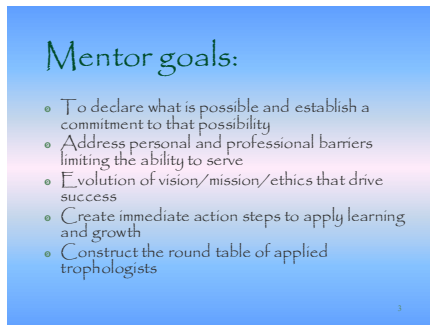 Mentor goals:
To declare what is possible and establish a
commitment to that possibility
Address personal and professional barriers
limiting the ability to serve
Evolution of vision/mission/ethics that drive
success
Create immediate action steps to apply learning
and growth
Construct the round table of applied
trophologists
3